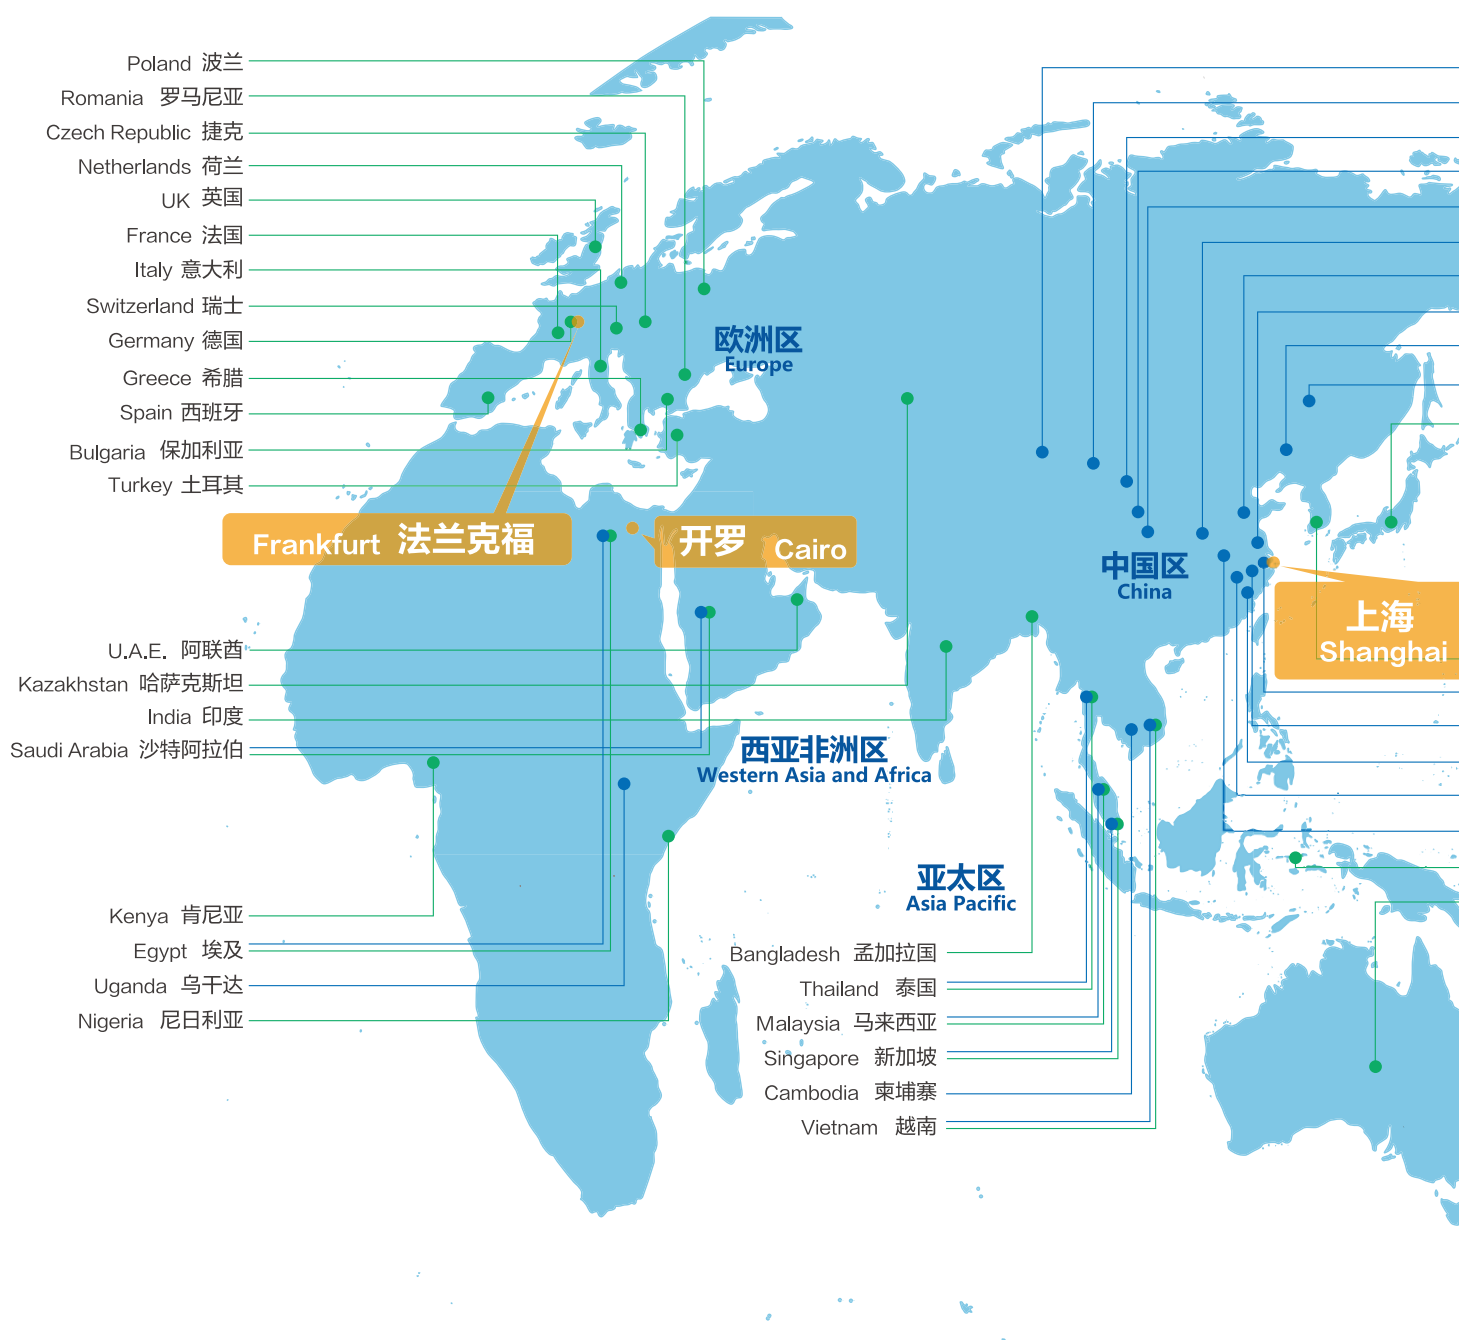 Poland 波兰
Romania 罗马尼亚
Czech Republic 捷克
Netherlands 荷兰
UK 英国
France 法国
Italy 意大利
Switzerland 瑞士
Germany 德国
Greece 希腊
Spain 西班牙
Bulgaria 保加利亚
Turkey 土耳其
欧洲区
Europe
Frankfurt 法兰克福
开罗 Cairo
中国区
China
上海
Shanghai
U.A.E. 阿联酋
Kazakhstan 哈萨克斯坦
India 印度
Saudi Arabia 沙特阿拉伯
西亚非洲区
Western Asia and Africa
亚太区
Asia Pacific
Kenya 肯尼亚
Egypt 埃及
Uganda 乌干达
Nigeria 尼日利亚
Bangladesh 孟加拉国
Thailand 泰国
Malaysia 马来西亚
Singapore 新加坡
Cambodia 柬埔寨
Vietnam 越南